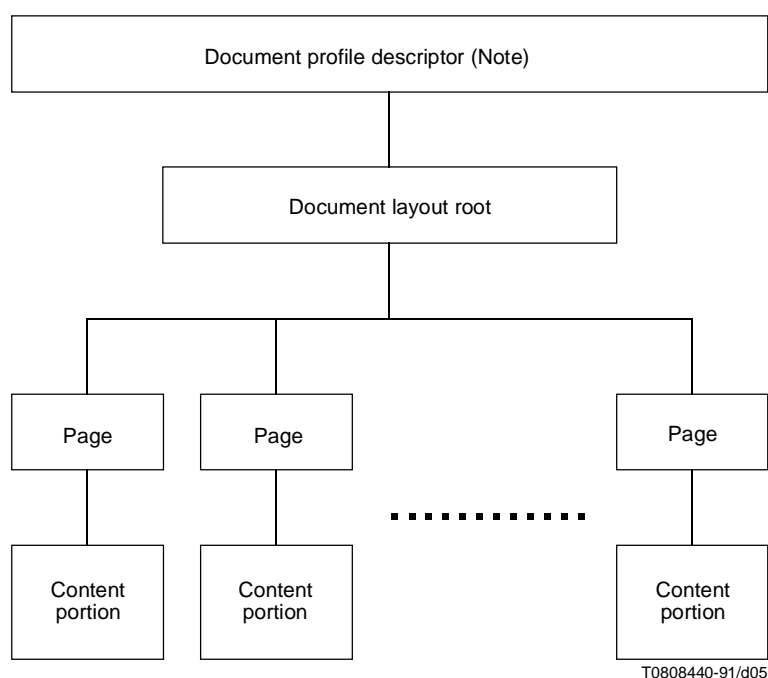 Document profile descriptor (Note)
Document layout root
Page
Page
Page
Content
portion
Content
portion
Content
portion
T0808440-91/d05